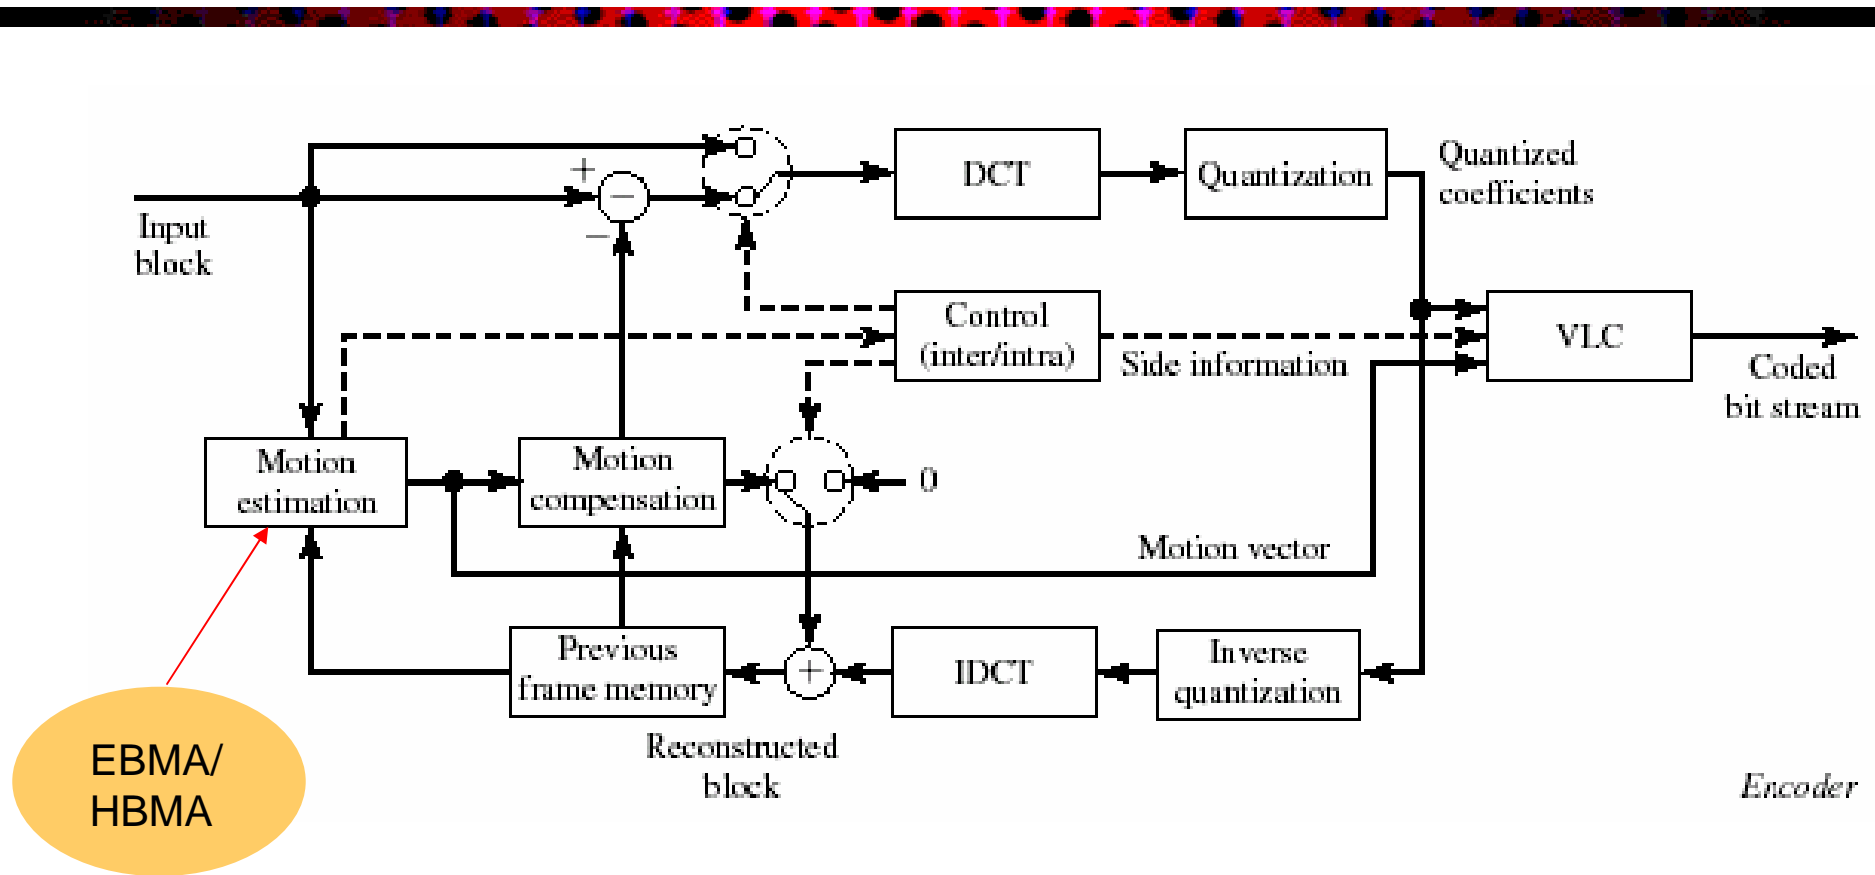 +
−
−
DCT
Quantization
Quantized
coefficients
Input
block
Control
(inter/intra)
VLC
Side information
Coded
bit stream
Motion
estimation
Motion
compensation
0
Motion vector
Previous
frame memory
+
IDCT
Inverse
quantization
Reconstructed
block
EBMA/
HBMA
Encoder